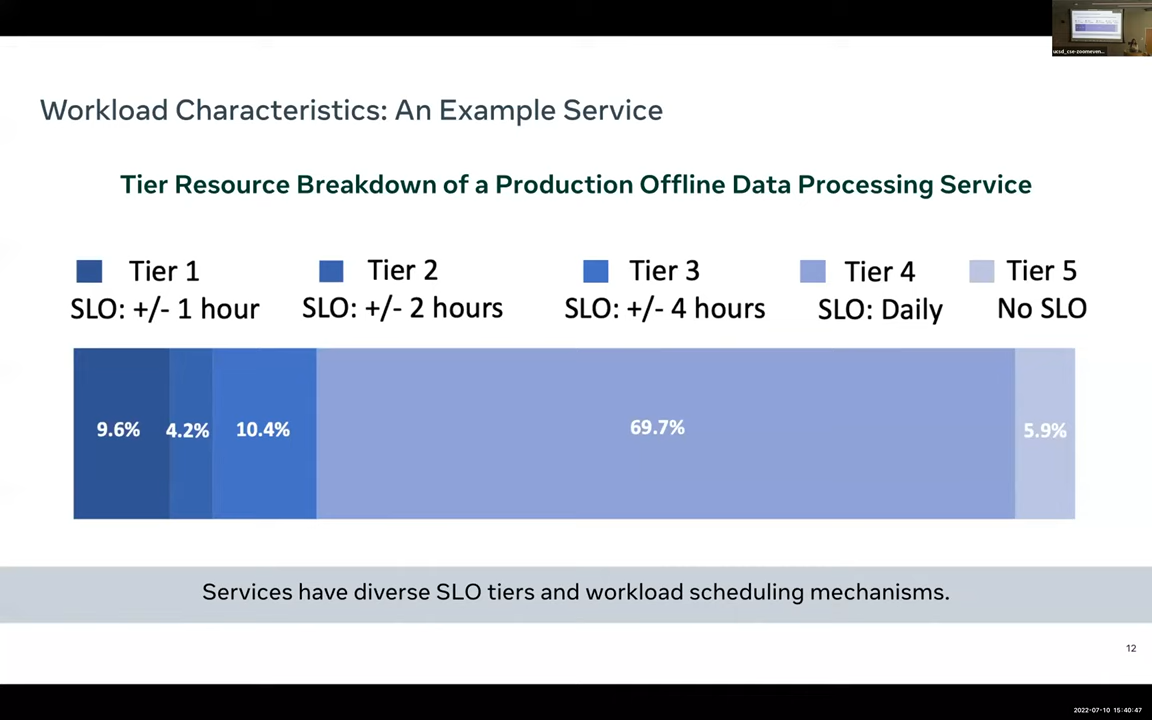 ucsd_cse-zoomeven...
Workload Characteristics: An Example Service
Tier Resource Breakdown of a Production Offline Data Processing Service
Tier 1
Tier 2
Tier 3
Tier 4
Tier 5
SLO: +/- 1 hour
SLO: +/- 2 hours
SLO: +/- 4 hours
SLO: Daily
No SLO
9.6%
4.2%
10.4%
69.7%
5.9%
Services have diverse SLO tiers and workload scheduling mechanisms.
12
2022-07-10 15:40:47